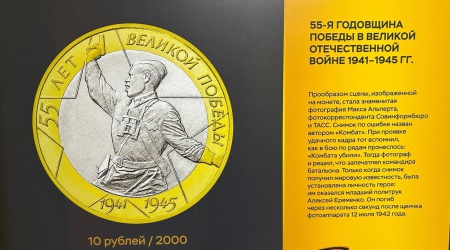 55 ЛЕТ ВЕЛИКОЙ ПОБЕДЫ
1941 1945
10 рублей / 2000
55-Я ГОДОВЩИНА
ПОБЕДЫ В ВЕЛИКОЙ
ОТЕЧЕСТВЕННОЙ
ВОЙНЕ 1941–1945 ГГ.
Прообразом сцены, изображенной
на монете, стала знаменитая
фотография Макса Альперта,
фотокорреспондента Совинформбюро
и ТАСС. Снимок по ошибке назван
автором «Комбат». При проявке
удачного кадра тот вспомнил,
как в бою по рядам пронеслось:
«Комбата убили». Тогда фотограф
и решил, что запечатлел командира
батальона. Только когда снимок
получил мировую известность, была
установлена личность героя:
им оказался младший политрук
Алексей Еременко. Он погиб
через несколько секунд после щелчка
фотоаппарата 12 июля 1942 года.